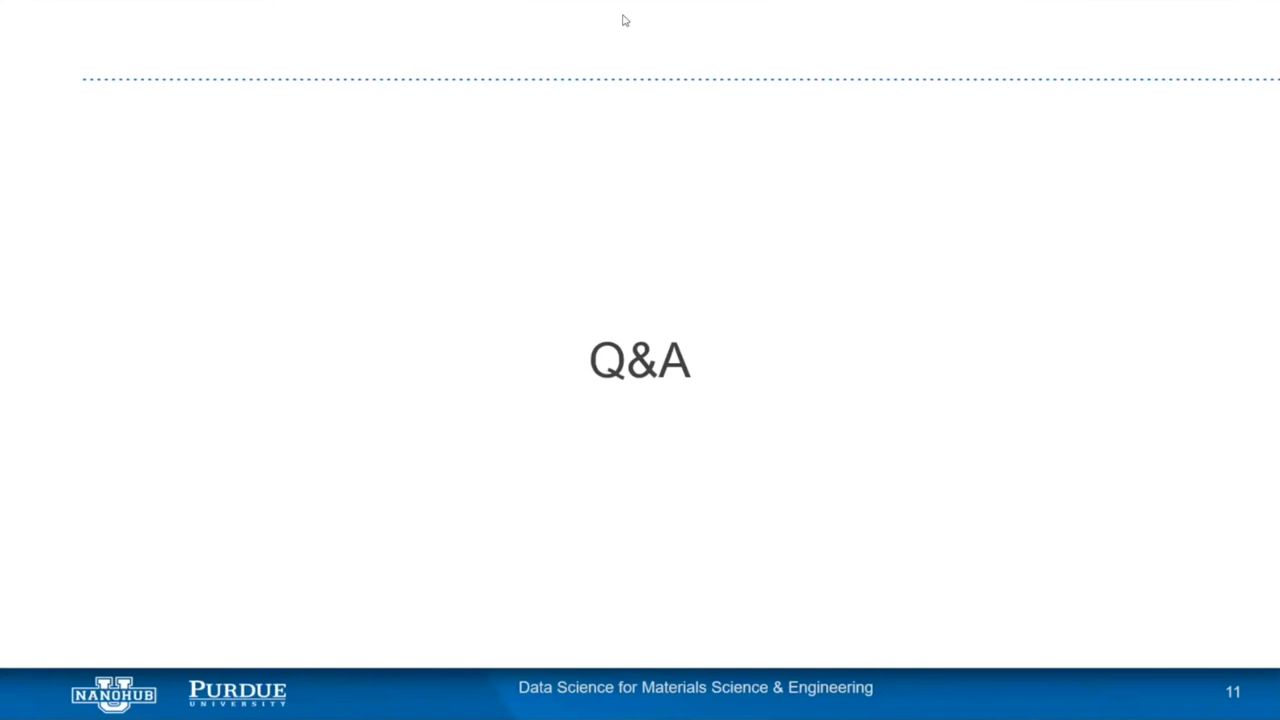 Q&A
U
NANOHUB
PURDUE
UNIVERSITY
Data Science for Materials Science & Engineering
11